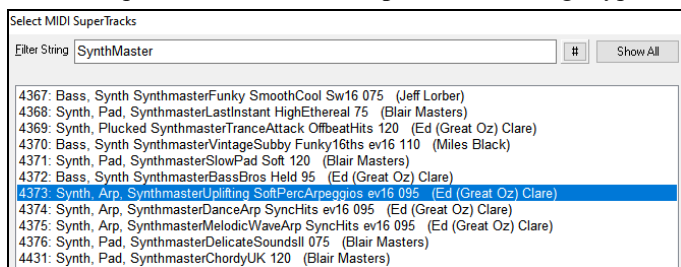 Select MIDI SuperTracks
Filter String SynthMaster # Show All
4367: Bass, Synth SynthmasterFunky SmoothCool Sw16 075 (Jeff Lorber)
4368: Synth, Pad, SynthmasterLastInstant HighEthereal 75 (Blair Masters)
4369: Synth, Plucked SynthmasterTranceAttack OffbeatHits 120 (Ed (Great Oz) Clare)
4370: Bass, Synth SynthmasterVintageSubby Funky16ths ev16 110 (Miles Black)
4371: Synth, Pad, SynthmasterSlowPad Soft 120 (Blair Masters)
4372: Bass, Synth SynthmasterBassBros Held 95 (Ed (Great Oz) Clare)
4373: Synth, Arp, SynthmasterUplifting SoftPercArpeggios ev16 095 (Ed (Great Oz) Clare)
4374: Synth, Arp, SynthmasterDanceArp SyncHits ev16 095 (Ed (Great Oz) Clare)
4375: Synth, Arp, SynthmasterMelodicWaveArp SyncHits ev16 095 (Ed (Great Oz) Clare)
4376: Synth, Pad, SynthmasterDelicateSoundsII 075 (Blair Masters)
4431: Synth, Pad, SynthmasterChordyUK 120 (Blair Masters)